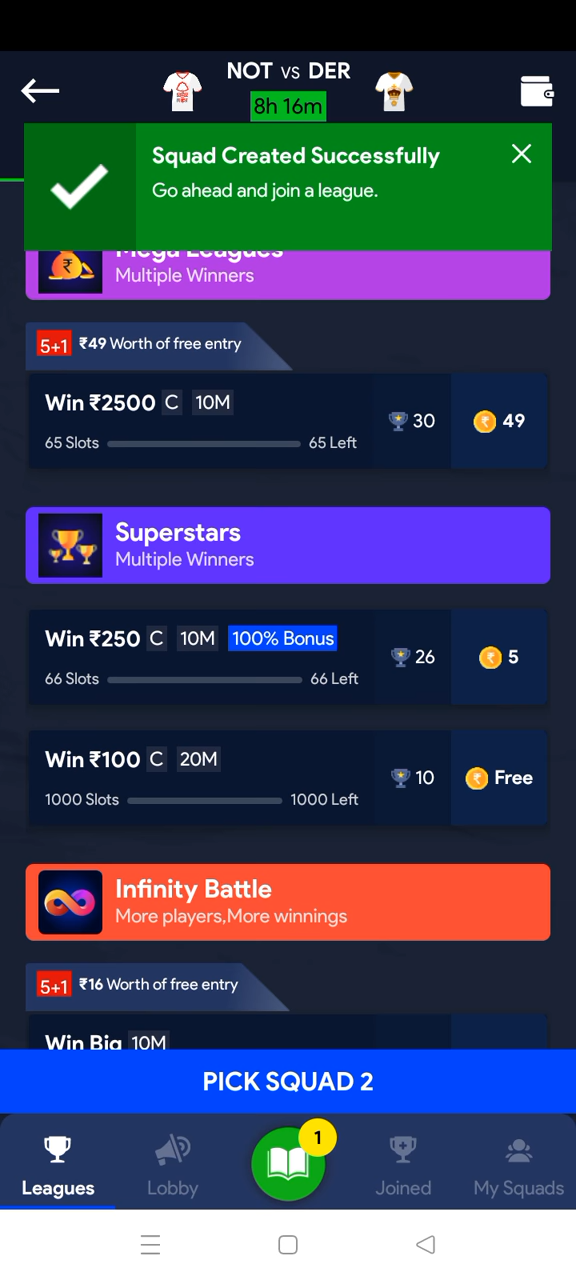 NOT vs DER
8h 16m
Squad Created Successfully
Go ahead and join a league.
Mega Leagues
Multiple Winners
5+1 ₹49 Worth of free entry
Win ₹2500 C 10M
30
49
65 Slots
65 Left
Superstars
Multiple Winners
Win ₹250 C 10M 100% Bonus
26
5
66 Slots
66 Left
Win ₹100 C 20M
10
Free
1000 Slots
1000 Left
Infinity Battle
More players,More winnings
5+1 ₹16 Worth of free entry
Win Big 10M
PICK SQUAD 2
1
Leagues
Lobby
Joined
My Squads